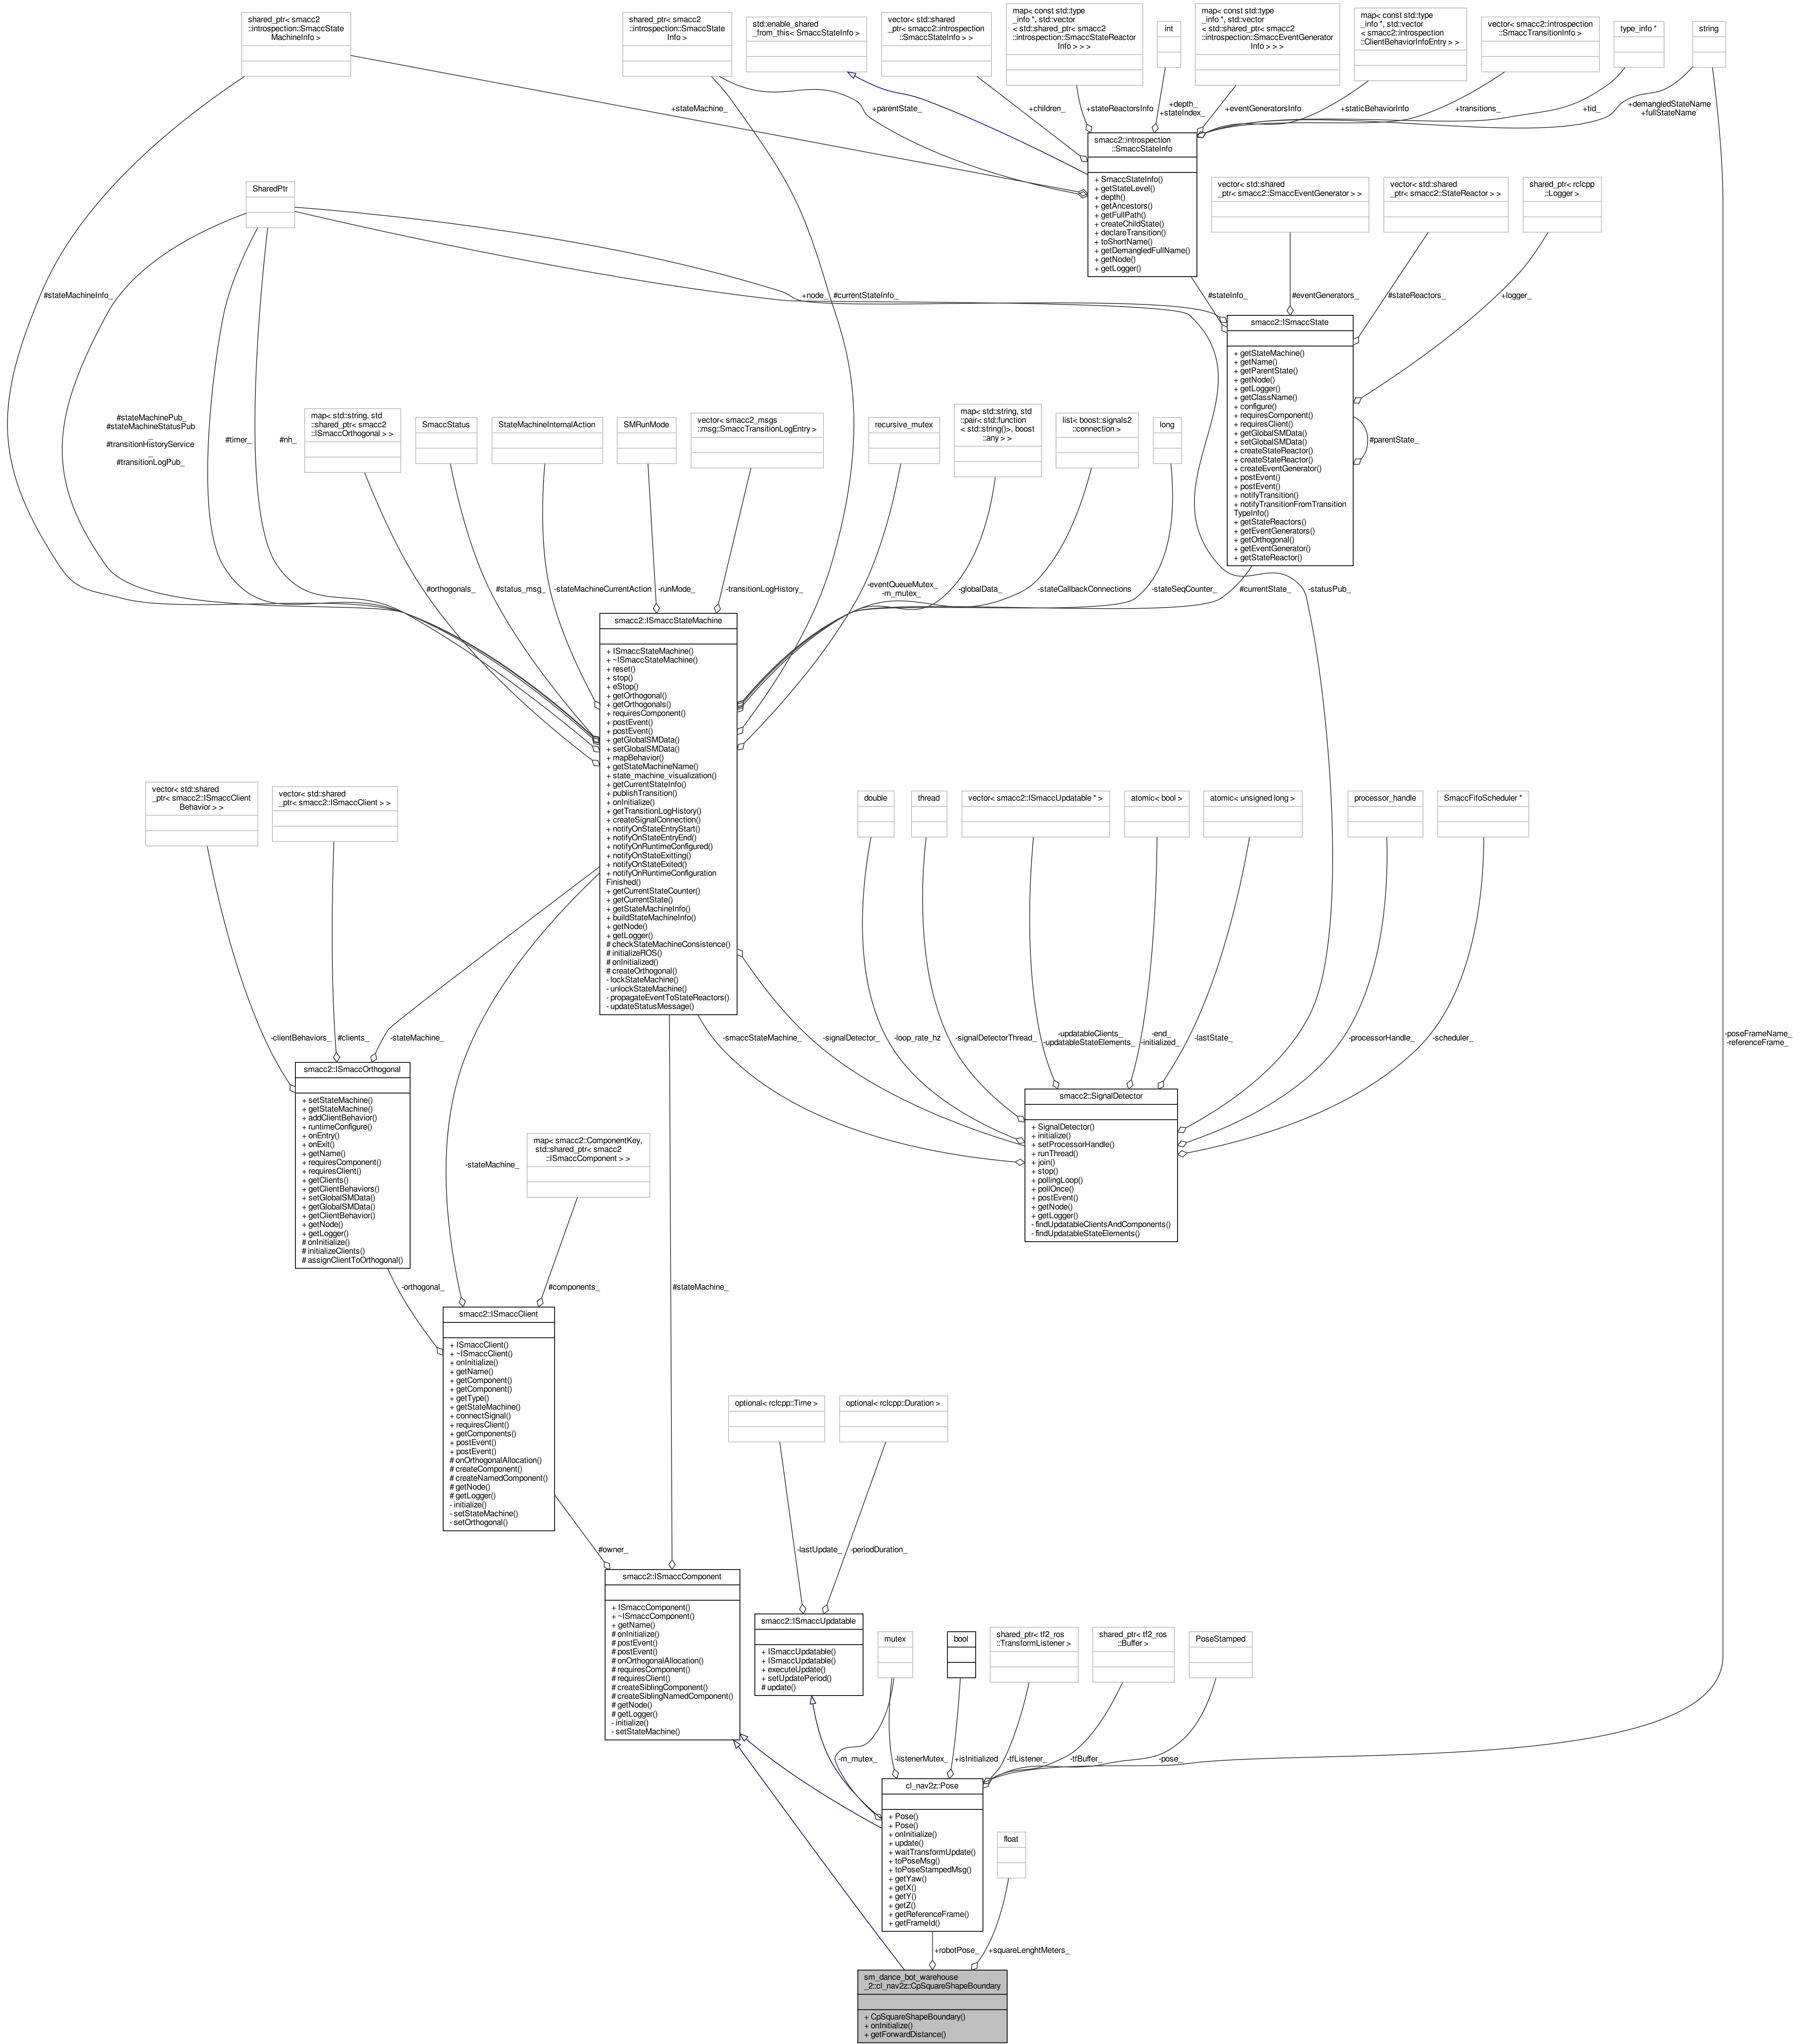 shared_ptr< smacc2
::introspection::SmaccState
MachineInfo >
shared_ptr< smacc2
::introspection::SmaccState
Info >
std::enable_shared
_from_this< SmaccStateInfo >
vector< std::shared
_ptr< smacc2::introspection
::SmaccStateInfo > >
map< const std::type
_info *, std::vector
< std::shared_ptr< smacc2
::introspection::SmaccStateReactor
Info > > >
int
map< const std::type
_info *, std::vector
< std::shared_ptr< smacc2
::introspection::SmaccEventGenerator
Info > > >
map< const std::type
_info *, std::vector
< smacc2::introspection
::ClientBehaviorInfoEntry > >
vector< smacc2::introspection
::SmaccTransitionInfo >
type_info *
string
+stateMachine_
+parentState_
+children_
+stateReactorsInfo
+depth_
+stateIndex_
+eventGeneratorsInfo
+staticBehaviorInfo
+transitions_
+tid_
+demangledStateName
+fullStateName
smacc2::introspection
::SmaccStateInfo
+ SmaccStateInfo()
+ getStateLevel()
+ depth()
+ getAncestors()
+ getFullPath()
+ createChildState()
+ declareTransition()
+ toShortName()
+ getDemangledFullName()
+ getNode()
+ getLogger()
SharedPtr
vector< std::shared
_ptr< smacc2::SmaccEventGenerator > >
vector< std::shared
_ptr< smacc2::StateReactor > >
shared_ptr< rclcpp
::Logger >
#stateMachineInfo_
+node_
#currentStateInfo_
#stateInfo_
#eventGenerators_
#stateReactors_
+logger_
smacc2::ISmaccState
+ getStateMachine()
+ getName()
+ getParentState()
+ getNode()
+ getLogger()
+ getClassName()
+ configure()
+ requiresComponent()
+ requiresClient()
+ getGlobalSMData()
+ setGlobalSMData()
+ createStateReactor()
+ createStateReactor()
+ createEventGenerator()
+ postEvent()
+ postEvent()
+ notifyTransition()
+ notifyTransitionFromTransition
TypeInfo()
+ getStateReactors()
+ getEventGenerators()
+ getOrthogonal()
+ getEventGenerator()
+ getStateReactor()
#parentState_
#stateMachinePub_
#stateMachineStatusPub
_
#transitionHistoryService
_
#transitionLogPub_
#timer_
#nh_
map< std::string, std
::shared_ptr< smacc2
::ISmaccOrthogonal > >
SmaccStatus
StateMachineInternalAction
SMRunMode
vector< smacc2_msgs
::msg::SmaccTransitionLogEntry >
recursive_mutex
map< std::string, std
::pair< std::function
< std::string()>, boost
::any > >
list< boost::signals2
::connection >
long
#orthogonals_
#status_msg_
-stateMachineCurrentAction
-runMode_
-transitionLogHistory_
-eventQueueMutex_
-m_mutex_
-globalData_
-stateCallbackConnections
-stateSeqCounter_
#currentState_
-statusPub_
smacc2::ISmaccStateMachine
+ ISmaccStateMachine()
+ ~ISmaccStateMachine()
+ reset()
+ stop()
+ eStop()
+ getOrthogonal()
+ getOrthogonals()
+ requiresComponent()
+ postEvent()
+ postEvent()
+ getGlobalSMData()
+ setGlobalSMData()
+ mapBehavior()
+ getStateMachineName()
+ state_machine_visualization()
+ getCurrentStateInfo()
+ publishTransition()
+ onInitialize()
+ getTransitionLogHistory()
+ createSignalConnection()
+ notifyOnStateEntryStart()
+ notifyOnStateEntryEnd()
+ notifyOnRuntimeConfigured()
+ notifyOnStateExitting()
+ notifyOnStateExited()
+ notifyOnRuntimeConfiguration
Finished()
+ getCurrentStateCounter()
+ getCurrentState()
+ getStateMachineInfo()
+ buildStateMachineInfo()
+ getNode()
+ getLogger()
# checkStateMachineConsistence()
# initializeROS()
# onInitialized()
# createOrthogonal()
- lockStateMachine()
- unlockStateMachine()
- propagateEventToStateReactors()
- updateStatusMessage()
vector< std::shared
_ptr< smacc2::ISmaccClient
Behavior > >
vector< std::shared
_ptr< smacc2::ISmaccClient > >
double
thread
vector< smacc2::ISmaccUpdatable * >
atomic< bool >
atomic< unsigned long >
processor_handle
SmaccFifoScheduler *
-clientBehaviors_
#clients_
-stateMachine_
-smaccStateMachine_
-signalDetector_
-loop_rate_hz
-signalDetectorThread_
-updatableClients_
-updatableStateElements_
-end_
-initialized_
-lastState_
-processorHandle_
-scheduler_
-poseFrameName_
-referenceFrame_
smacc2::ISmaccOrthogonal
+ setStateMachine()
+ getStateMachine()
+ addClientBehavior()
+ runtimeConfigure()
+ onEntry()
+ onExit()
+ getName()
+ requiresComponent()
+ requiresClient()
+ getClients()
+ getClientBehaviors()
+ setGlobalSMData()
+ getGlobalSMData()
+ getClientBehavior()
+ getNode()
+ getLogger()
# onInitialize()
# initializeClients()
# assignClientToOrthogonal()
smacc2::SignalDetector
+ SignalDetector()
+ initialize()
+ setProcessorHandle()
+ runThread()
+ join()
+ stop()
+ pollingLoop()
+ pollOnce()
+ postEvent()
+ getNode()
+ getLogger()
- findUpdatableClientsAndComponents()
- findUpdatableStateElements()
map< smacc2::ComponentKey,
std::shared_ptr< smacc2
::ISmaccComponent > >
-stateMachine_
-orthogonal_
#components_
#stateMachine_
smacc2::ISmaccClient
+ ISmaccClient()
+ ~ISmaccClient()
+ onInitialize()
+ getName()
+ getComponent()
+ getComponent()
+ getType()
+ getStateMachine()
+ connectSignal()
+ requiresClient()
+ getComponents()
+ postEvent()
+ postEvent()
# onOrthogonalAllocation()
# createComponent()
# createNamedComponent()
# getNode()
# getLogger()
- initialize()
- setStateMachine()
- setOrthogonal()
optional< rclcpp::Time >
optional< rclcpp::Duration >
#owner_
-lastUpdate_
-periodDuration_
smacc2::ISmaccComponent
+ ISmaccComponent()
+ ~ISmaccComponent()
+ getName()
# onInitialize()
# postEvent()
# postEvent()
# onOrthogonalAllocation()
# requiresComponent()
# requiresClient()
# createSiblingComponent()
# createSiblingNamedComponent()
# getNode()
# getLogger()
- initialize()
- setStateMachine()
smacc2::ISmaccUpdatable
+ ISmaccUpdatable()
+ ISmaccUpdatable()
+ executeUpdate()
+ setUpdatePeriod()
# update()
mutex
bool
shared_ptr< tf2_ros
::TransformListener >
shared_ptr< tf2_ros
::Buffer >
PoseStamped
-m_mutex_
-listenerMutex_
+isInitialized
-tfListener_
-tfBuffer_
-pose_
cl_nav2z::Pose
+ Pose()
+ Pose()
+ onInitialize()
+ update()
+ waitTransformUpdate()
+ toPoseMsg()
+ toPoseStampedMsg()
+ getYaw()
+ getX()
+ getY()
+ getZ()
+ getReferenceFrame()
+ getFrameId()
float
+robotPose_
+squareLenghtMeters_
sm_dance_bot_warehouse
_2::cl_nav2z::CpSquareShapeBoundary
+ CpSquareShapeBoundary()
+ onInitialize()
+ getForwardDistance()